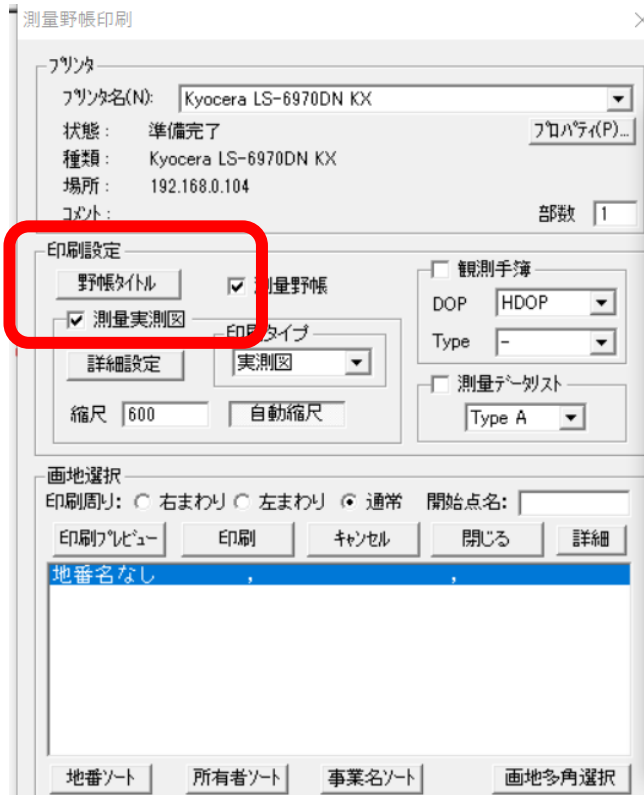 測量野帳印刷
プリンタ
プリンタ名(N): Kyocera LS-6970DN KX
状態： 準備完了 プロパティ(P)...
種類： Kyocera LS-6970DN KX
場所： 192.168.0.104
コメント： 部数 1
印刷設定
野帳タイトル 測量野帳
測量実測図
印刷タイプ
詳細設定 実測図
縮尺 600 自動縮尺
観測手簿
DOP HDOP
Type -
測量データリスト
Type A
画地選択
印刷周り: 右まわり 左まわり 通常 開始点名:
印刷プレビュー 印刷 キャンセル 閉じる 詳細
地番名なし , ,
地番ソート 所有者ソート 事業名ソート 画地多角選択